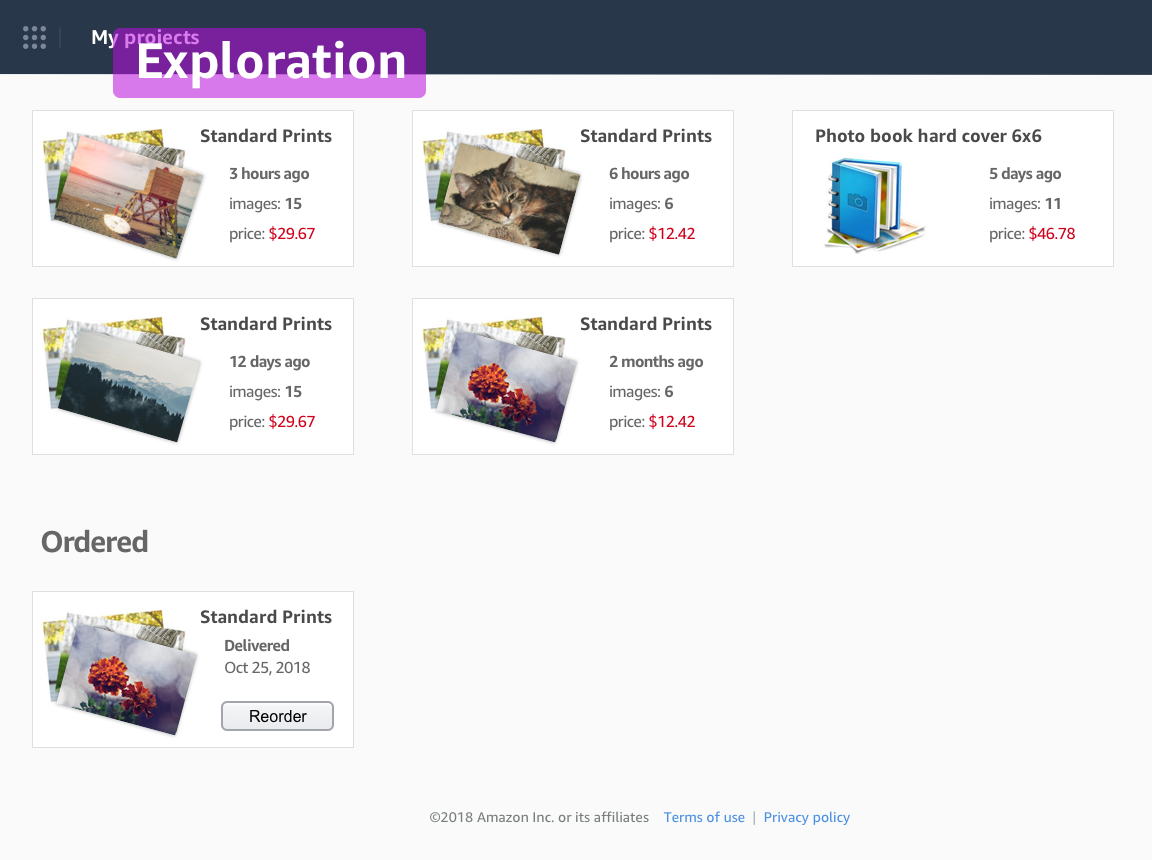 My projects
Exploration
Standard Prints
3 hours ago
images: 15
price: $29.67
Standard Prints
6 hours ago
images: 6
price: $12.42
Photo book hard cover 6x6
5 days ago
images: 11
price: $46.78
Standard Prints
12 days ago
images: 15
price: $29.67
Standard Prints
2 months ago
images: 6
price: $12.42
Ordered
Standard Prints
Delivered
Oct 25, 2018
Reorder
©2018 Amazon Inc. or its affiliates Terms of use | Privacy policy